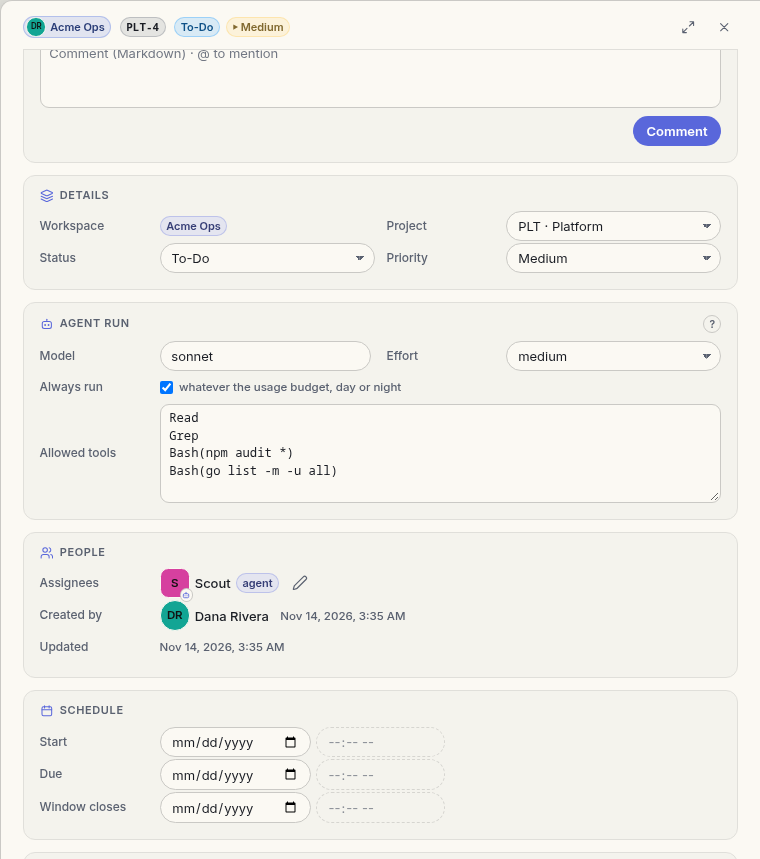 DR Acme Ops PLT-4 To-Do Medium
Comment (Markdown) · @ to mention
Comment
DETAILS
Workspace Acme Ops Project PLT · Platform
Status To-Do Priority Medium
AGENT RUN ?
Model sonnet Effort medium
Always run whatever the usage budget, day or night
Allowed tools
Read
Grep
Bash(npm audit *)
Bash(go list -m -u all)
PEOPLE
Assignees S Scout agent
Created by DR Dana Rivera Nov 14, 2026, 3:35 AM
Updated Nov 14, 2026, 3:35 AM
SCHEDULE
Start mm/dd/yyyy --:-- --
Due mm/dd/yyyy --:-- --
Window closes mm/dd/yyyy --:-- --